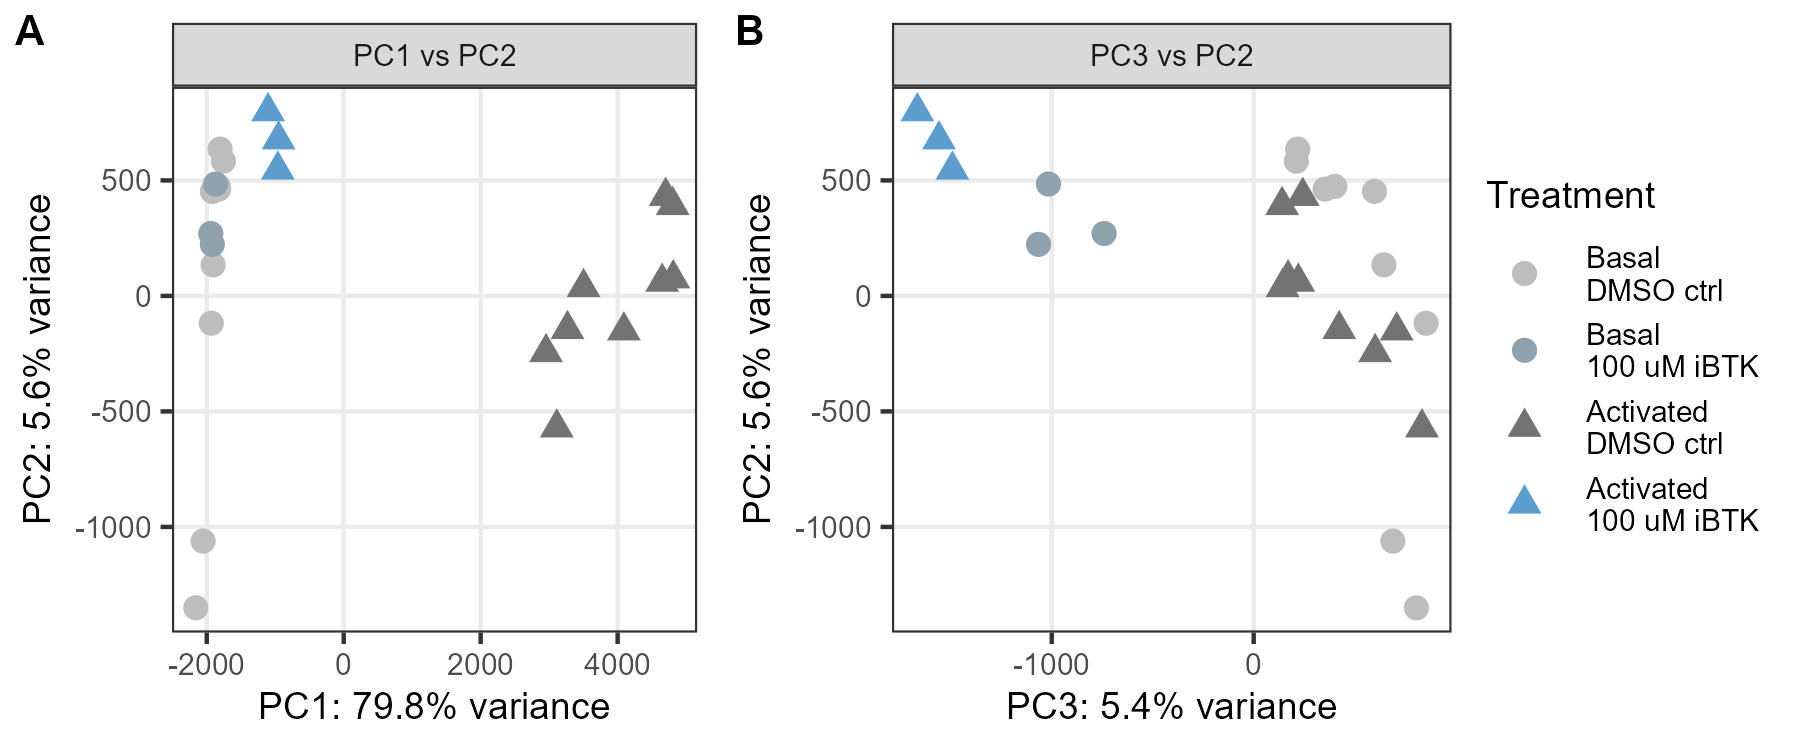 A
PC1 vs PC2
PC2: 5.6% variance
500
0
-500
-1000
-2000
0
2000
4000
PC1: 79.8% variance
B
PC3 vs PC2
PC2: 5.6% variance
500
0
-500
-1000
-1000
0
PC3: 5.4% variance
Treatment
Basal
DMSO ctrl
Basal
100 uM iBTK
Activated
DMSO ctrl
Activated
100 uM iBTK